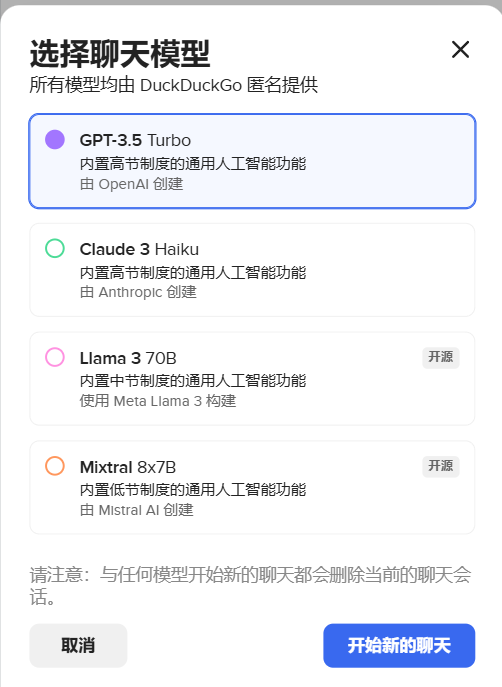 选择聊天模型
所有模型均由 DuckDuckGo 匿名提供
GPT-3.5 Turbo
内置高节制度的通用人工智能功能
由 OpenAI 创建
Claude 3 Haiku
内置高节制度的通用人工智能功能
由 Anthropic 创建
Llama 3 70B 开源
内置中节制度的通用人工智能功能
使用 Meta Llama 3 构建
Mixtral 8x7B 开源
内置低节制度的通用人工智能功能
由 Mistral AI 创建
请注意：与任何模型开始新的聊天都会删除当前的聊天会
话。
取消 开始新的聊天